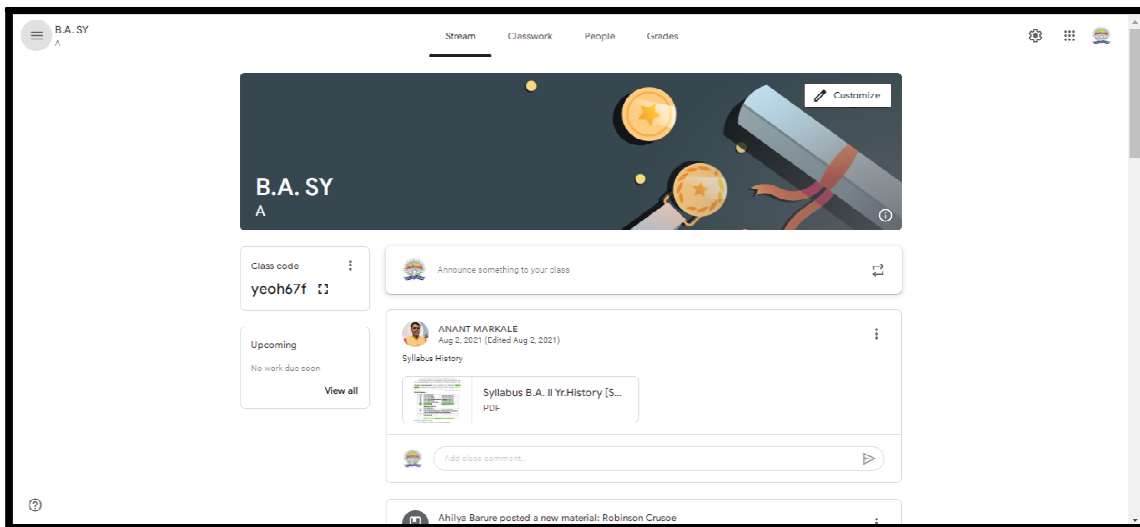 B.A. SY
A
Stream
Classwork
People
Grades
Customize
B.A. SY
A
Class code
yeoh67f
Upcoming
No work due soon
View all
Announce something to your class
ANANT MARKALE
Aug 2, 2021 (Edited Aug 2, 2021)
Syllabus History
Syllabus B.A. II Yr.History [S...
PDF
Add class comment...
Ahilya Barure posted a new material: Robinson Crusoe